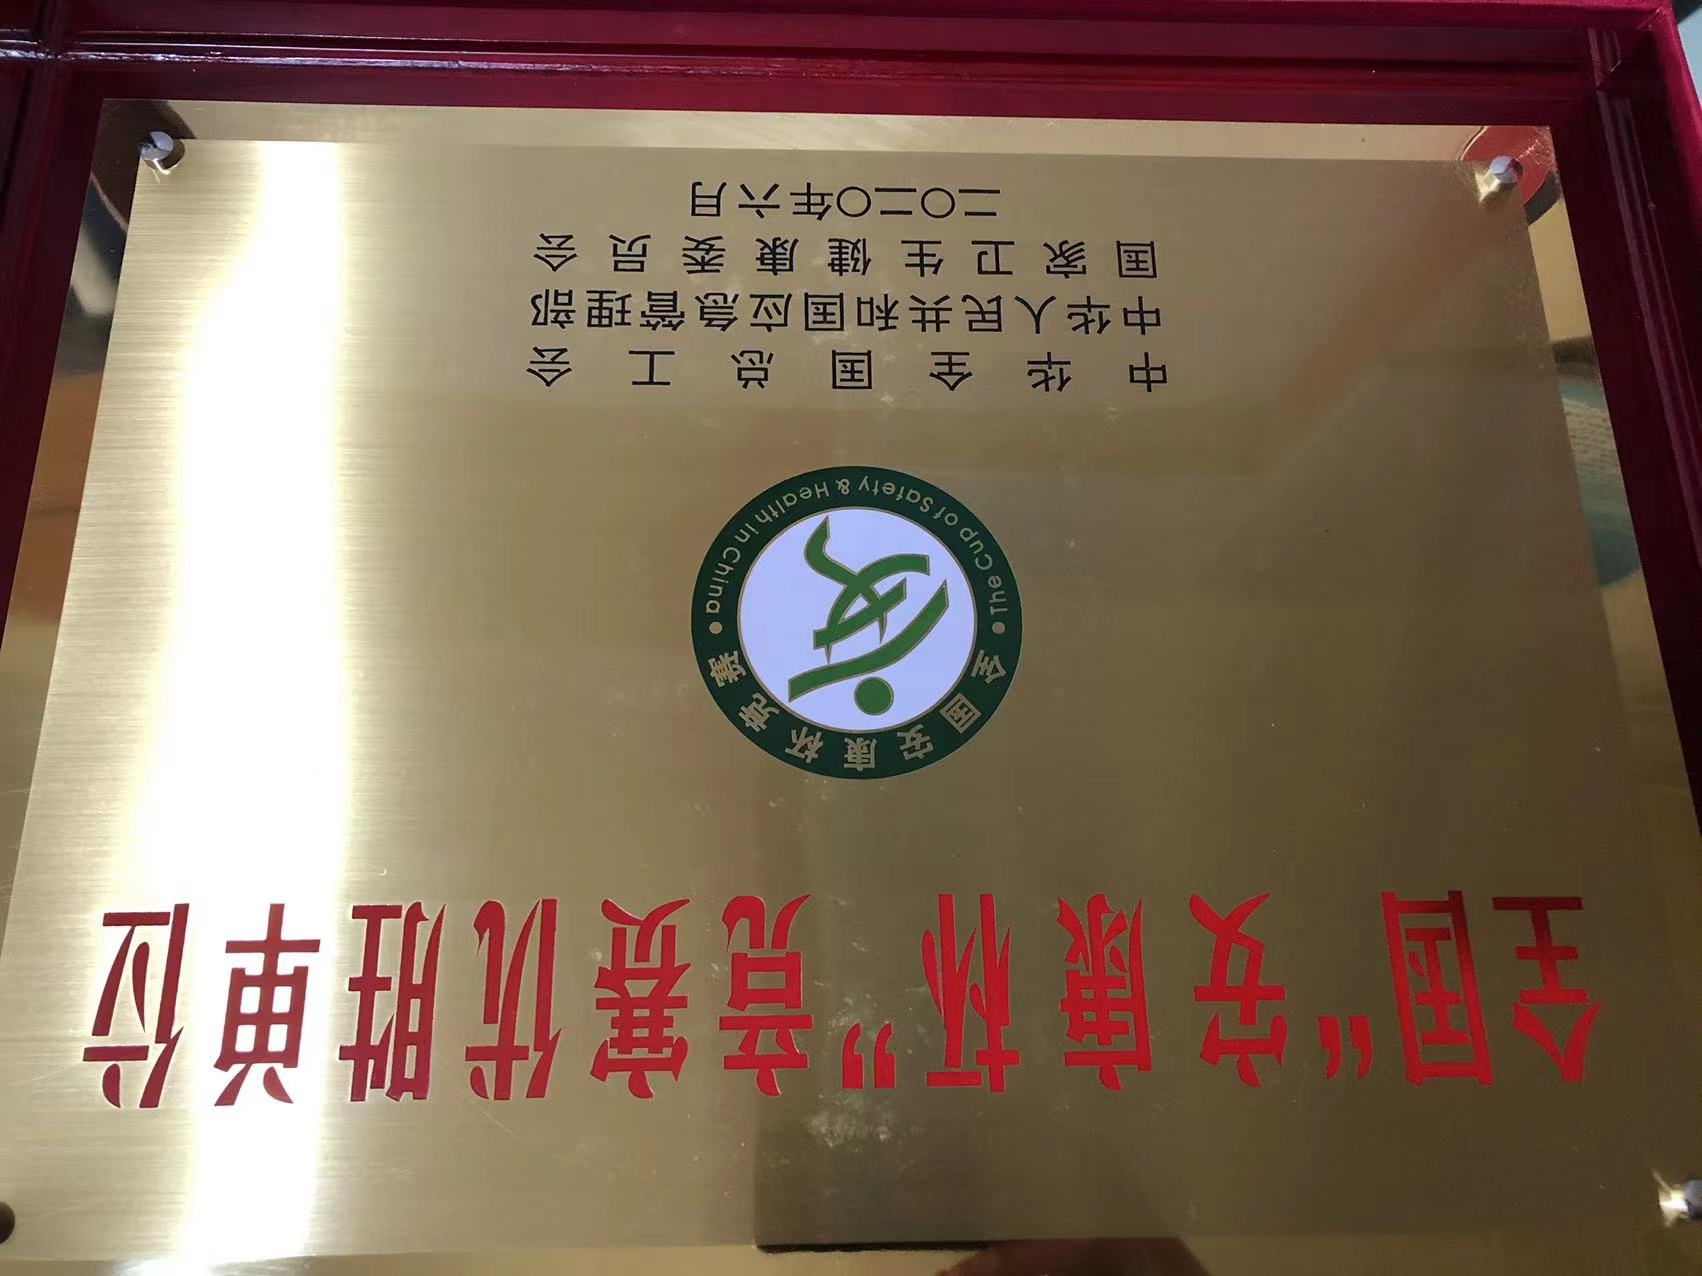 全国“安康杯”竞赛优胜单位
全国安康杯竞赛
The Cup of Safety & Health in China
中华全国总工会
中华人民共和国应急管理部
国家卫生健康委员会
二〇二〇年六月